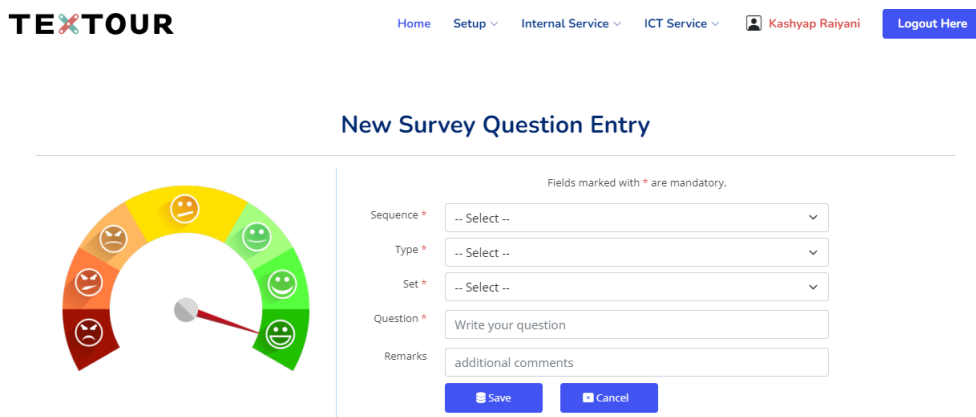 TEXTOUR
Home Setup Internal Service ICT Service Kashyap Raiyani Logout Here
New Survey Question Entry
Fields marked with * are mandatory.
Sequence * -- Select --
Type * -- Select --
Set * -- Select --
Question * Write your question
Remarks additional comments
Save Cancel